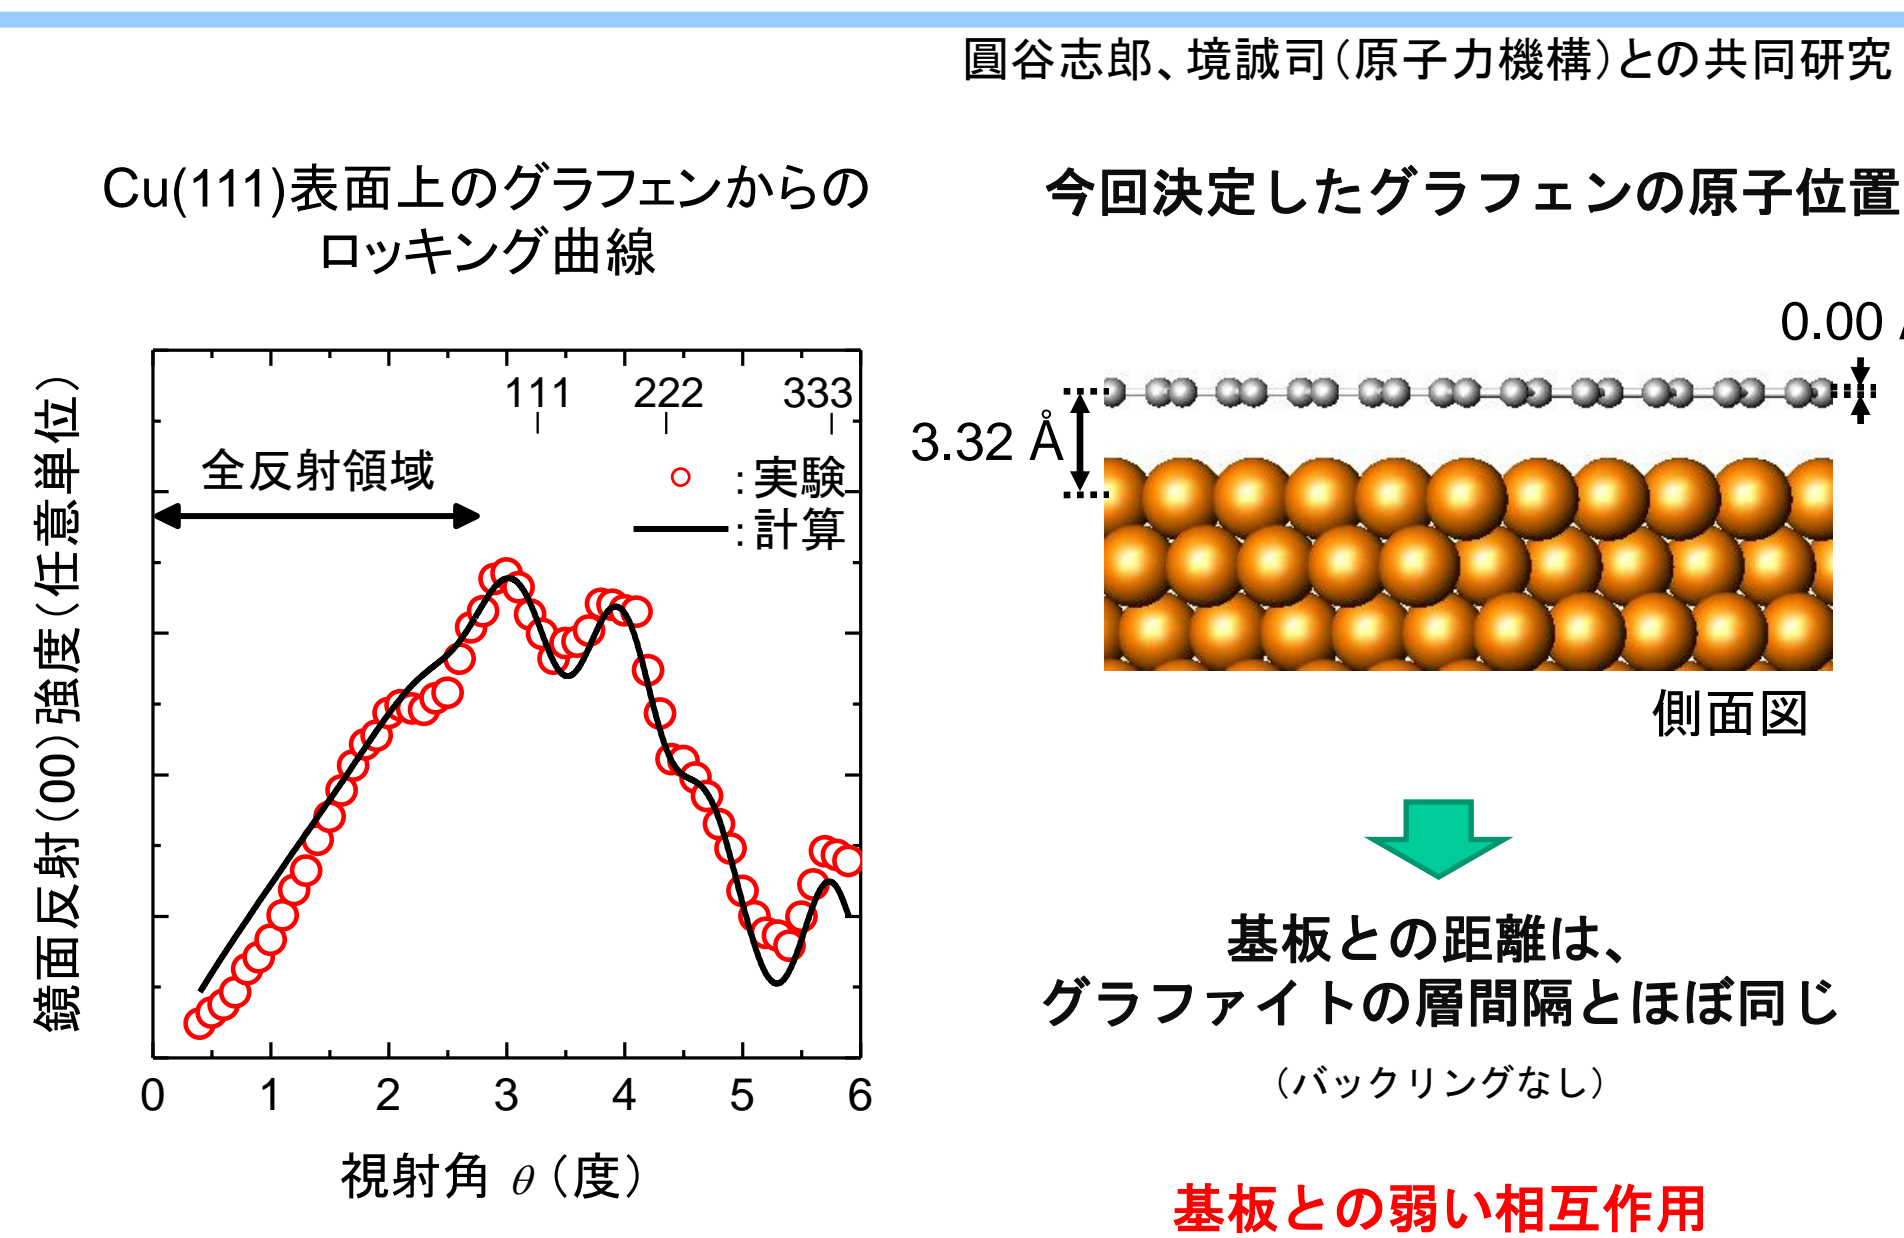 圓谷志郎、境誠司（原子力機構）との共同研究
Cu(111)表面上のグラフェンからの
ロッキング曲線
鏡面反射（00）強度（任意単位）
111 222 333
全反射領域
：実験
：計算
0 1 2 3 4 5 6
視射角 θ（度）
今回決定したグラフェンの原子位置
0.00
3.32 Å
側面図
基板との距離は、
グラファイトの層間隔とほぼ同じ
（バックリングなし）
基板との弱い相互作用